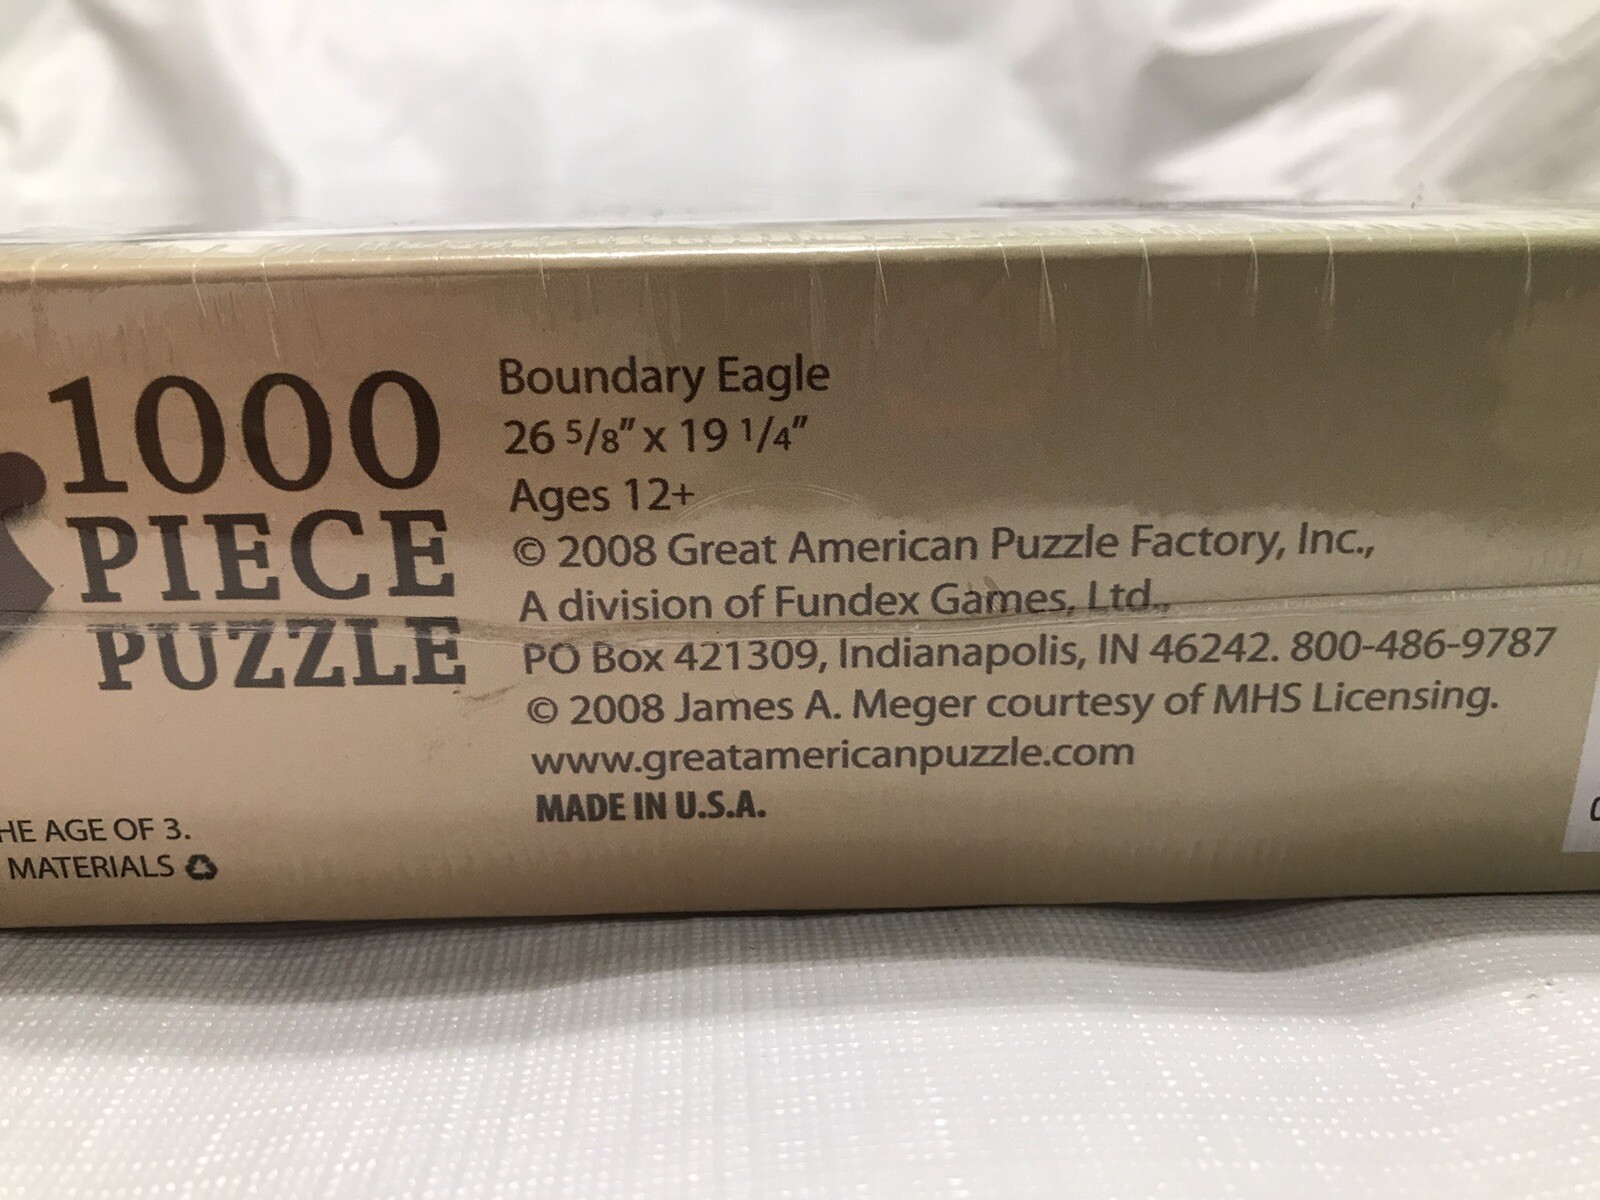 1000
PIECE
PUZZLE
Boundary Eagle
26 5/8" x 19 1/4"
Ages 12+
© 2008 Great American Puzzle Factory, Inc.,
A division of Fundex Games, Ltd.,
PO Box 421309, Indianapolis, IN 46242. 800-486-9787
© 2008 James A. Meger courtesy of MHS Licensing.
www.greatamericanpuzzle.com
MADE IN U.S.A.
HE AGE OF 3.
MATERIALS